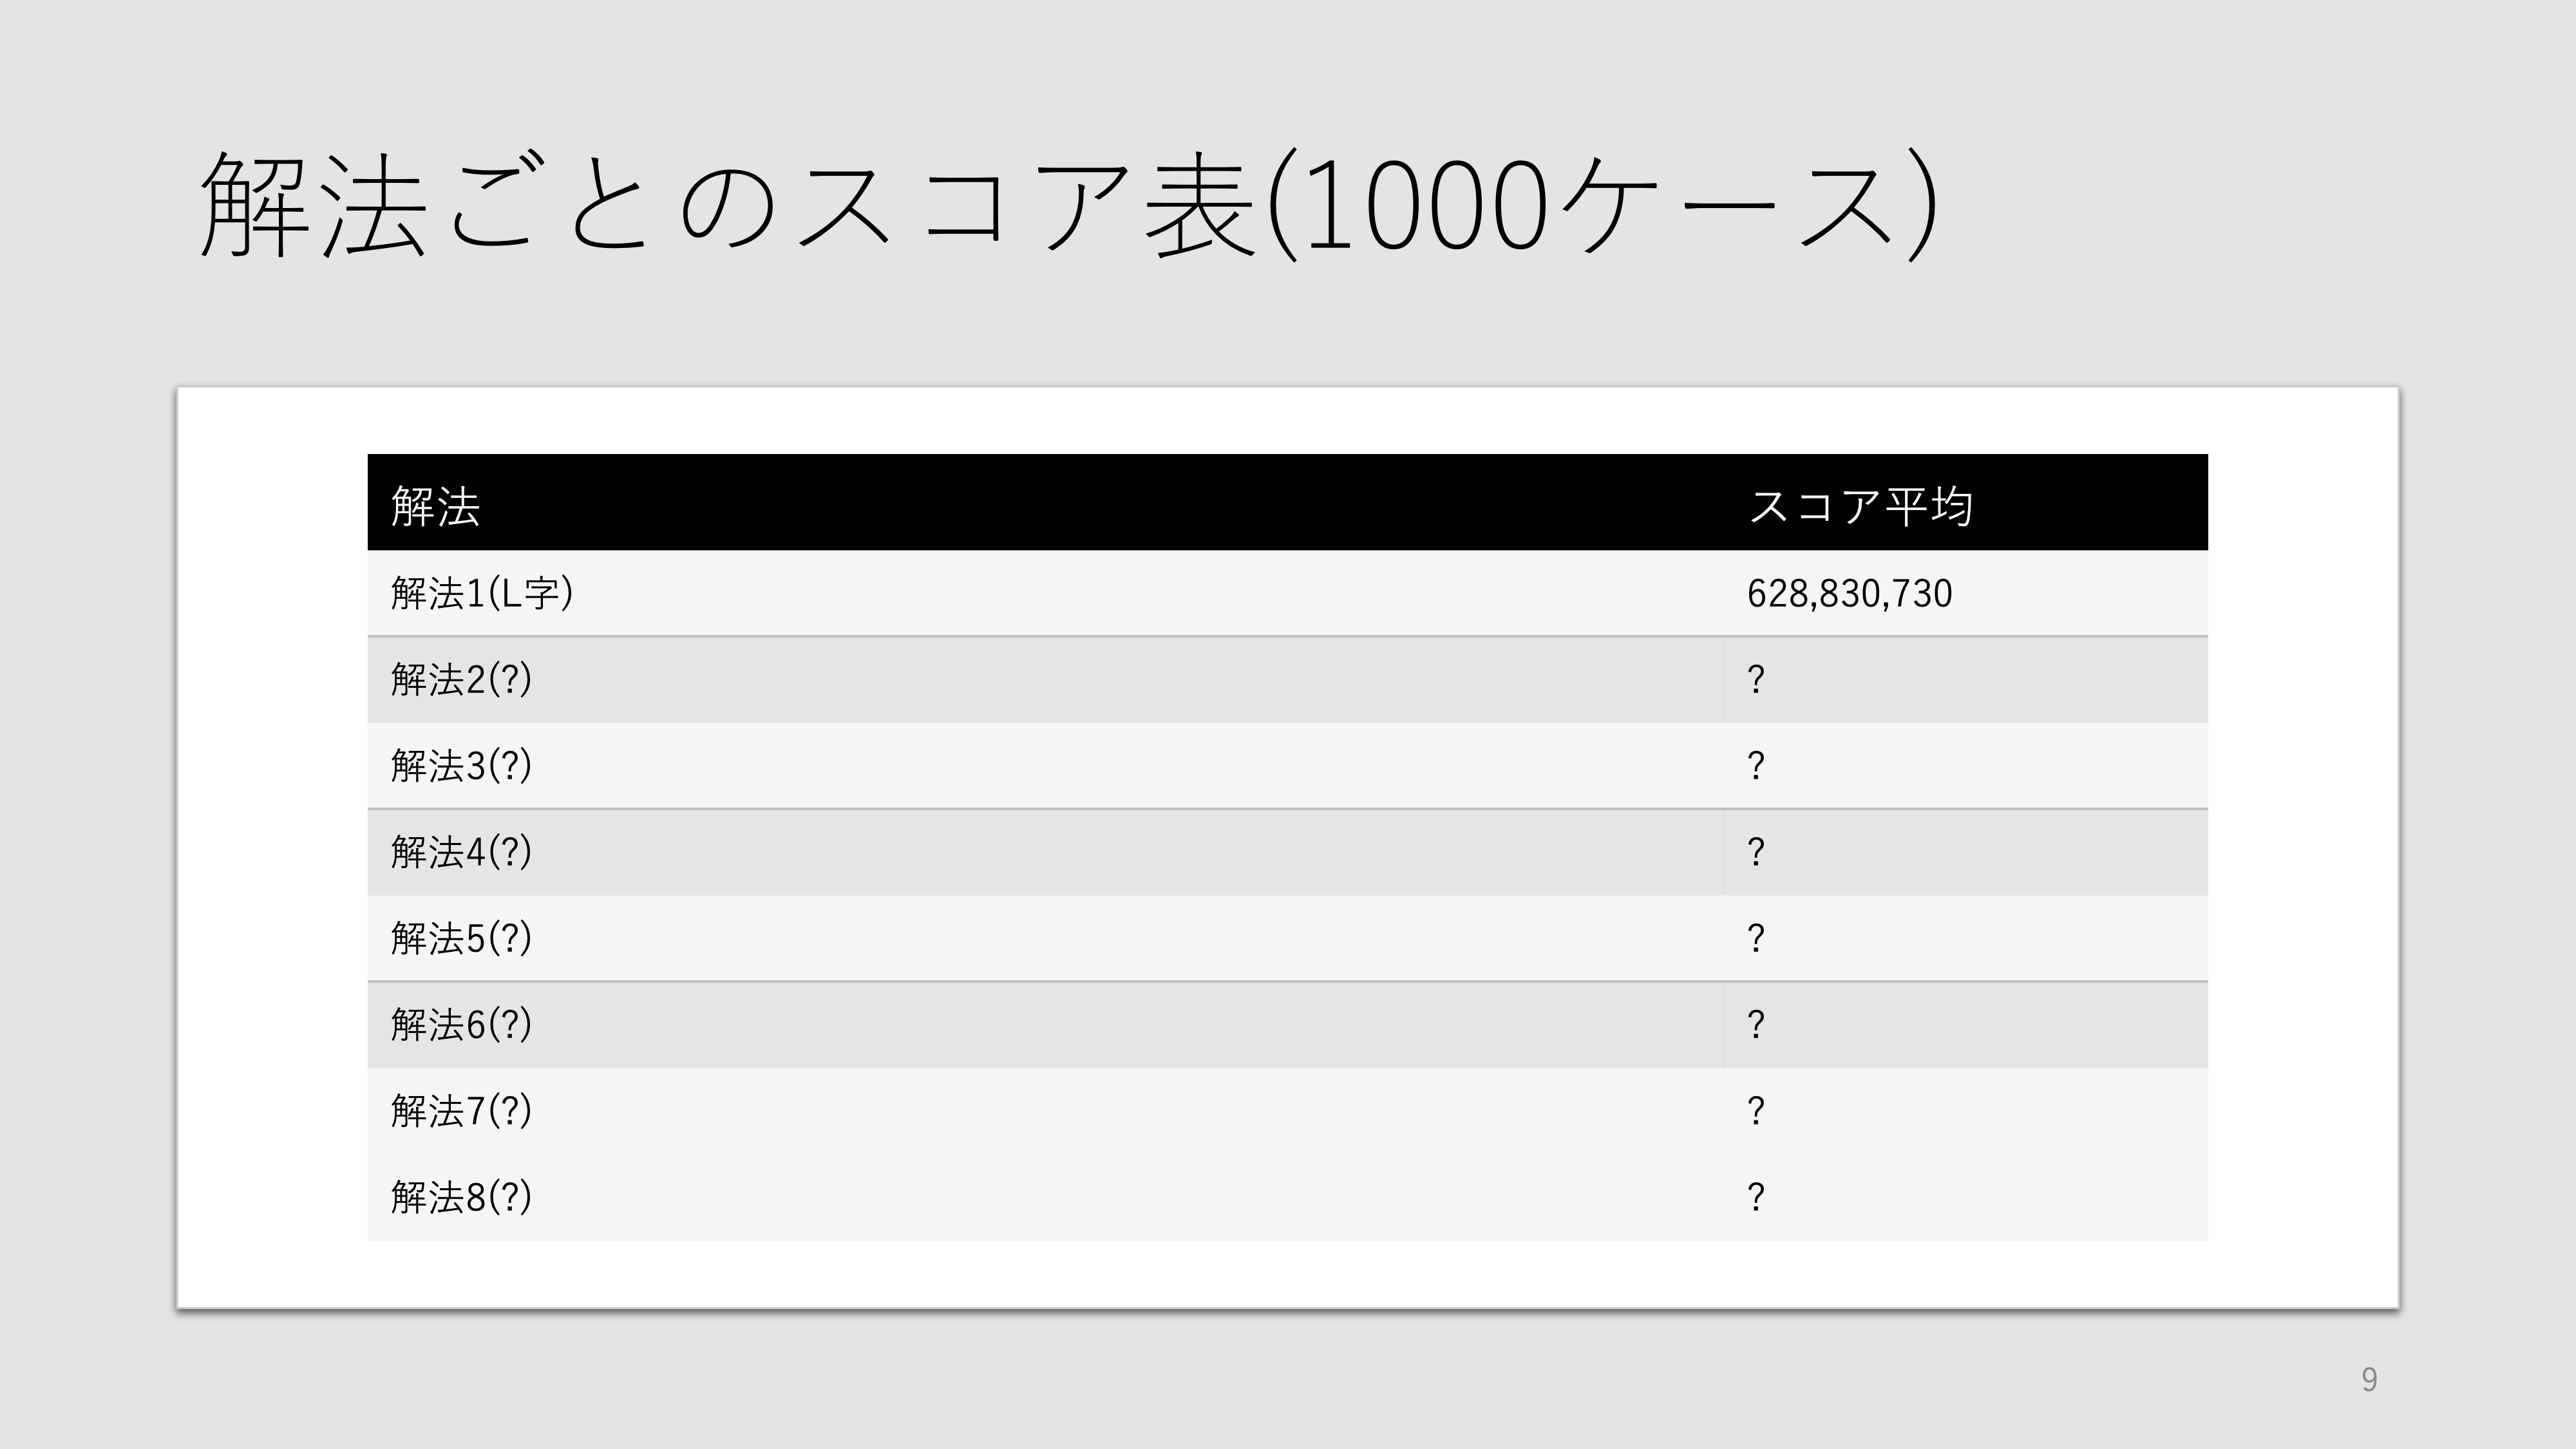 解法ごとのスコア表(1000ケース)
解法 スコア平均
解法1(L字) 628,830,730
解法2(?) ?
解法3(?) ?
解法4(?) ?
解法5(?) ?
解法6(?) ?
解法7(?) ?
解法8(?) ?
9